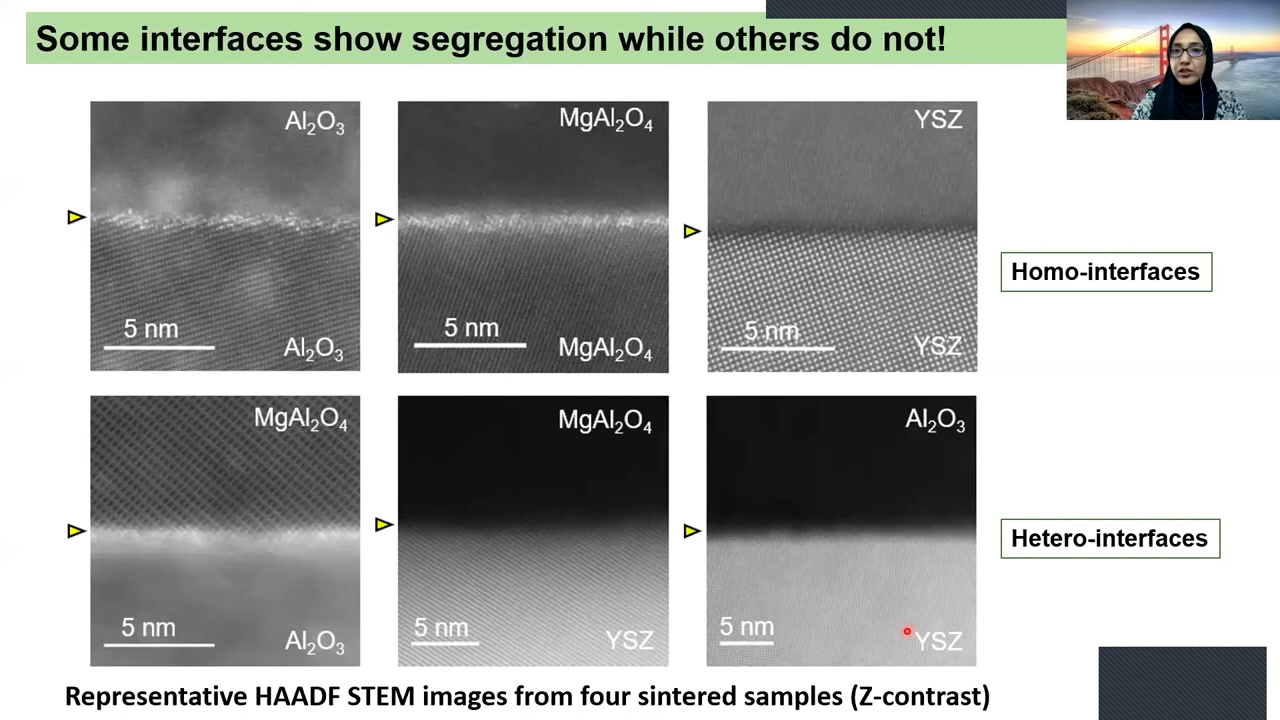 Some interfaces show segregation while others do not!
Al₂O₃
MgAl₂O₄
YSZ
5 nm
Al₂O₃
5 nm
MgAl₂O₄
5 nm
YSZ
Homo-interfaces
MgAl₂O₄
MgAl₂O₄
Al₂O₃
5 nm
Al₂O₃
5 nm
YSZ
5 nm
YSZ
Hetero-interfaces
Representative HAADF STEM images from four sintered samples (Z-contrast)